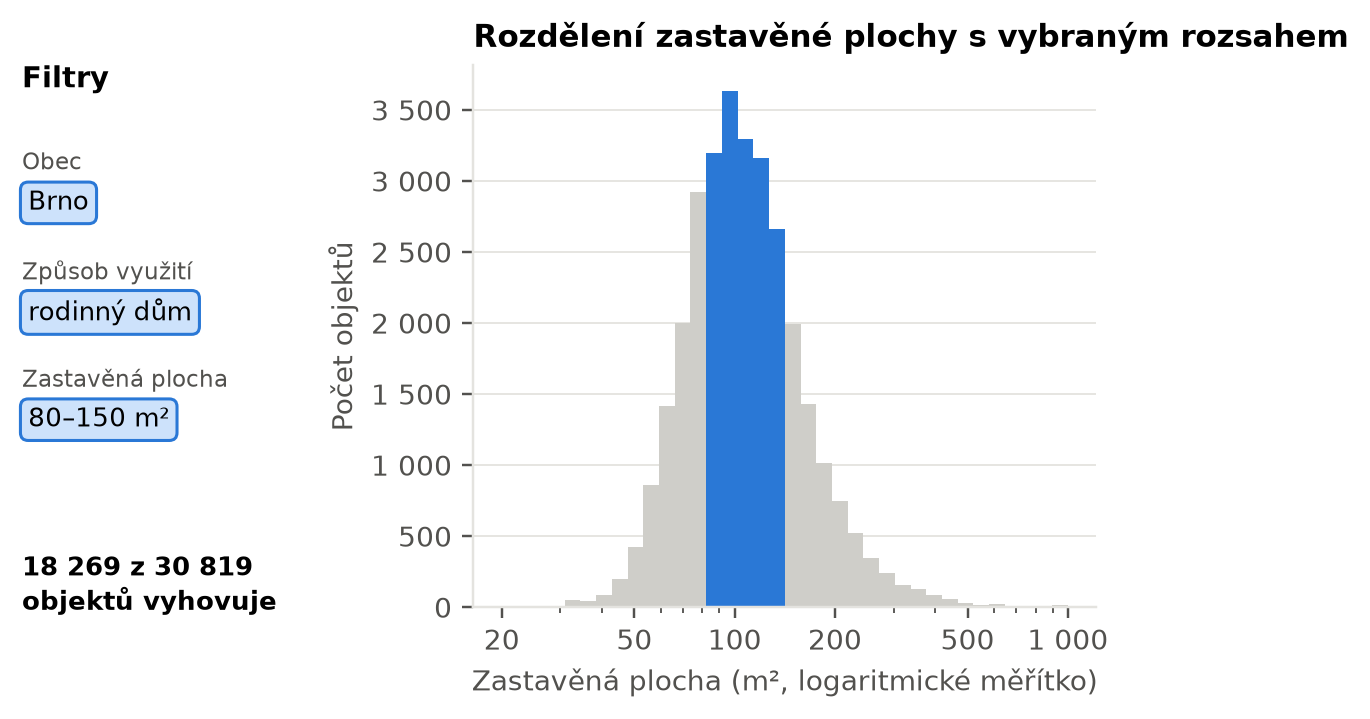 Rozdělení zastavěné plochy s vybraným rozsahem
Filtry
Obec
Brno
Způsob využití
rodinný dům
Zastavěná plocha
80–150 m²
18 269 z 30 819
objektů vyhovuje
Počet objektů
3 500
3 000
2 500
2 000
1 500
1 000
500
0
20
50
100
200
500
1 000
Zastavěná plocha (m², logaritmické měřítko)